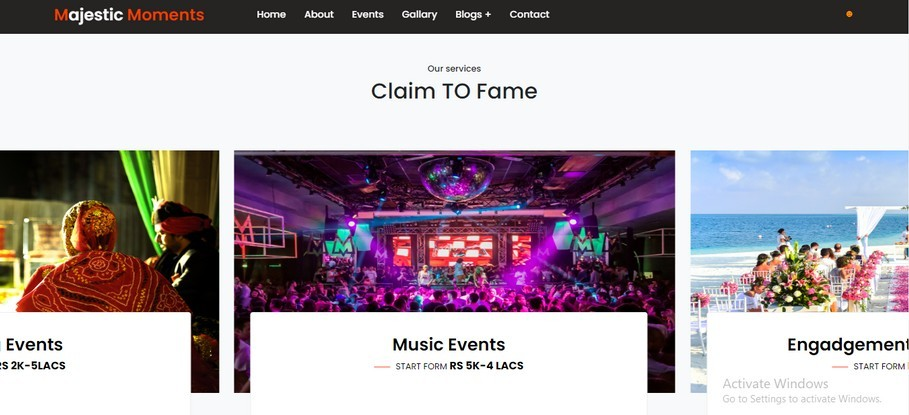 Majestic Moments
Home About Events Gallary Blogs + Contact
Our services
Claim TO Fame
Events
RS 2K-5LACS
Music Events
START FORM RS 5K-4 LACS
Engadgement
START FORM
Activate Windows
Go to Settings to activate Windows.